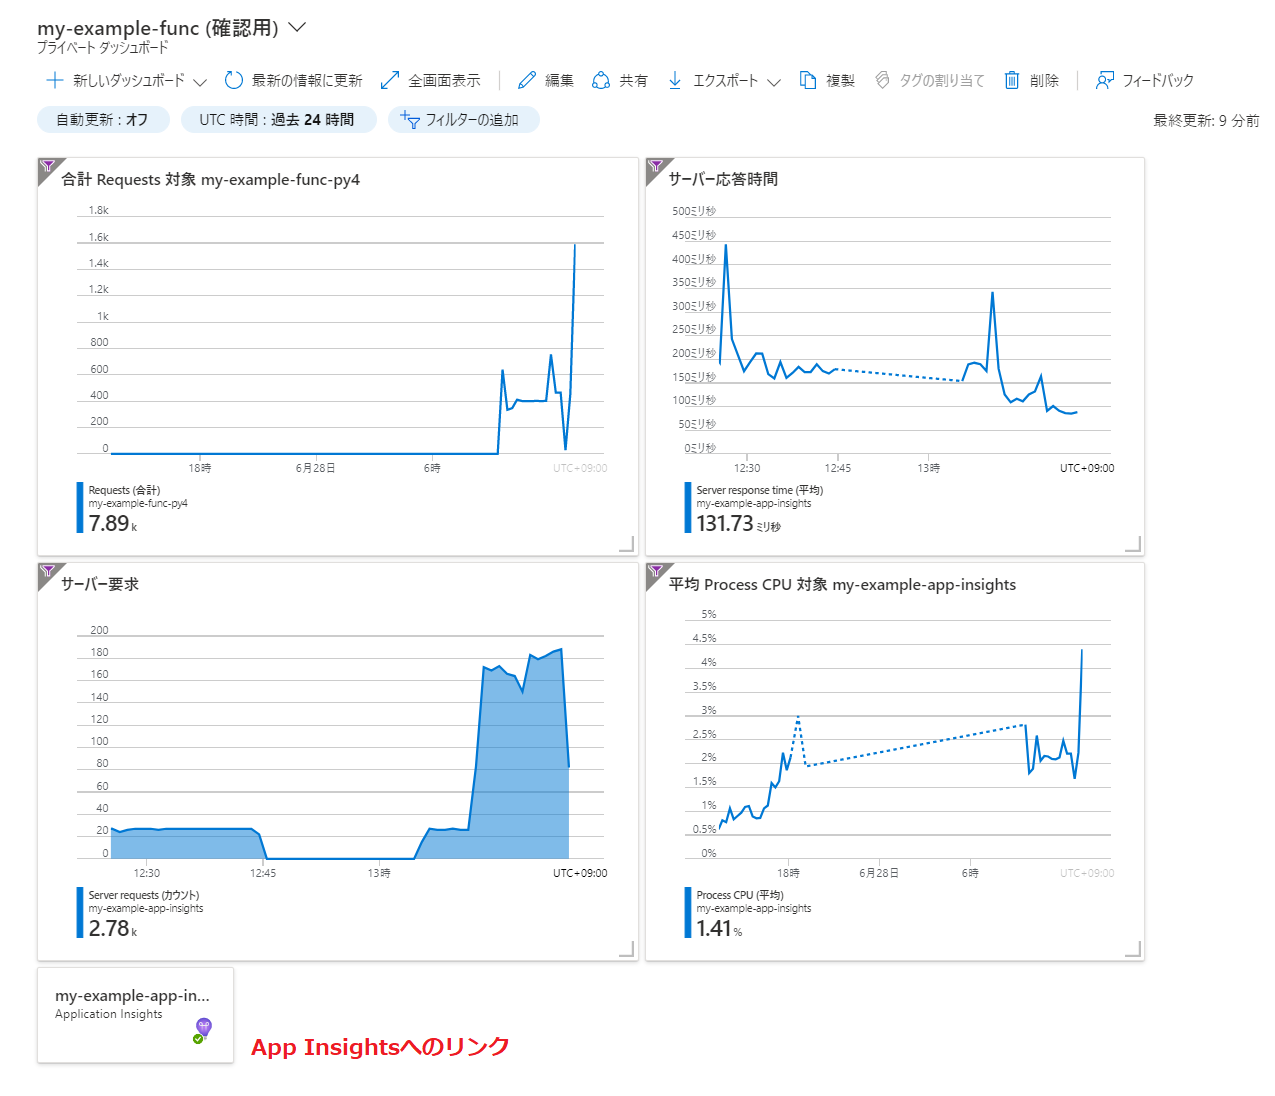 my-example-func (確認用)
プライベート ダッシュボード
新しいダッシュボード 最新の情報に更新 全画面表示 編集 共有 エクスポート 複製 タグの割り当て 削除 フィードバック
自動更新 : オフ UTC 時間 : 過去 24 時間 フィルターの追加 最終更新: 9 分前
合計 Requests 対象 my-example-func-py4
1.8k
1.6k
1.4k
1.2k
1k
800
600
400
200
0
18時 6月28日 6時 UTC+09:00
Requests (合計)
my-example-func-py4
7.89 k
サーバー応答時間
500ミリ秒
450ミリ秒
400ミリ秒
350ミリ秒
300ミリ秒
250ミリ秒
200ミリ秒
150ミリ秒
100ミリ秒
50ミリ秒
0ミリ秒
12:30 12:45 13時 UTC+09:00
Server response time (平均)
my-example-app-insights
131.73 ミリ秒
サーバー要求
200
180
160
140
120
100
80
60
40
20
0
12:30 12:45 13時 UTC+09:00
Server requests (カウント)
my-example-app-insights
2.78 k
平均 Process CPU 対象 my-example-app-insights
5%
4.5%
4%
3.5%
3%
2.5%
2%
1.5%
1%
0.5%
0%
18時 6月28日 6時 UTC+09:00
Process CPU (平均)
my-example-app-insights
1.41 %
my-example-app-in...
Application Insights
App Insightsへのリンク